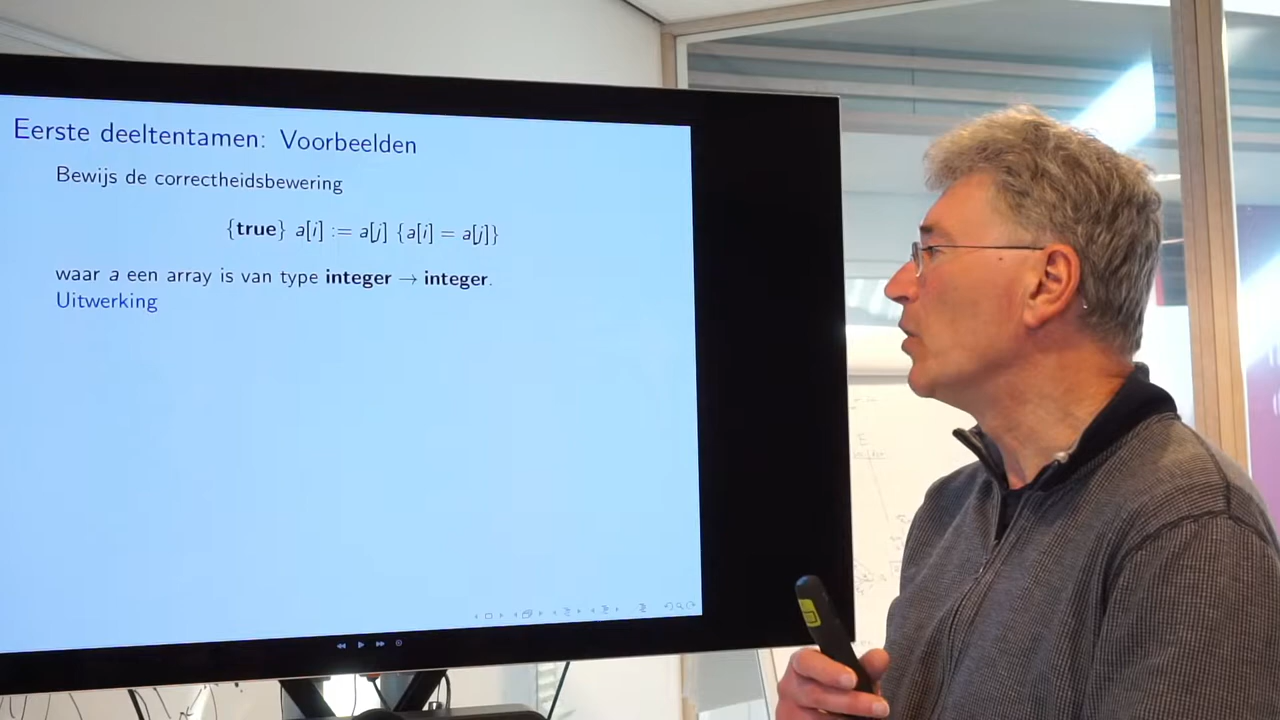 Eerste deeltentamen: Voorbeelden
Bewijs de correctheidsbewering
{true} a[i] := a[j] {a[i] = a[j]}
waar a een array is van type integer → integer.
Uitwerking